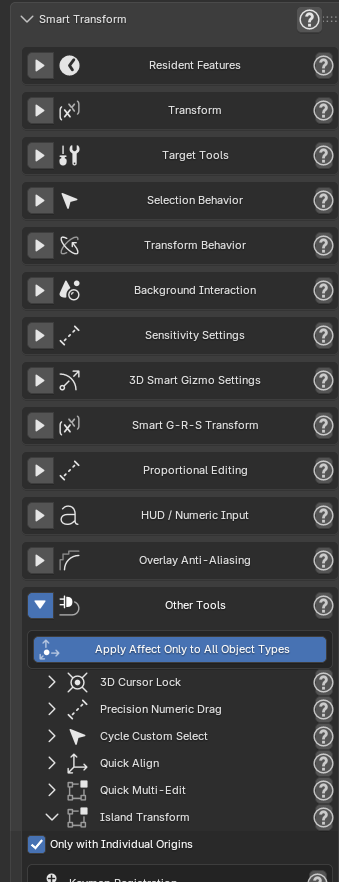 Smart Transform
Resident Features
Transform
Target Tools
Selection Behavior
Transform Behavior
Background Interaction
Sensitivity Settings
3D Smart Gizmo Settings
Smart G-R-S Transform
Proportional Editing
HUD / Numeric Input
Overlay Anti-Aliasing
Other Tools
Apply Affect Only to All Object Types
3D Cursor Lock
Precision Numeric Drag
Cycle Custom Select
Quick Align
Quick Multi-Edit
Island Transform
Only with Individual Origins
Keymap Registration